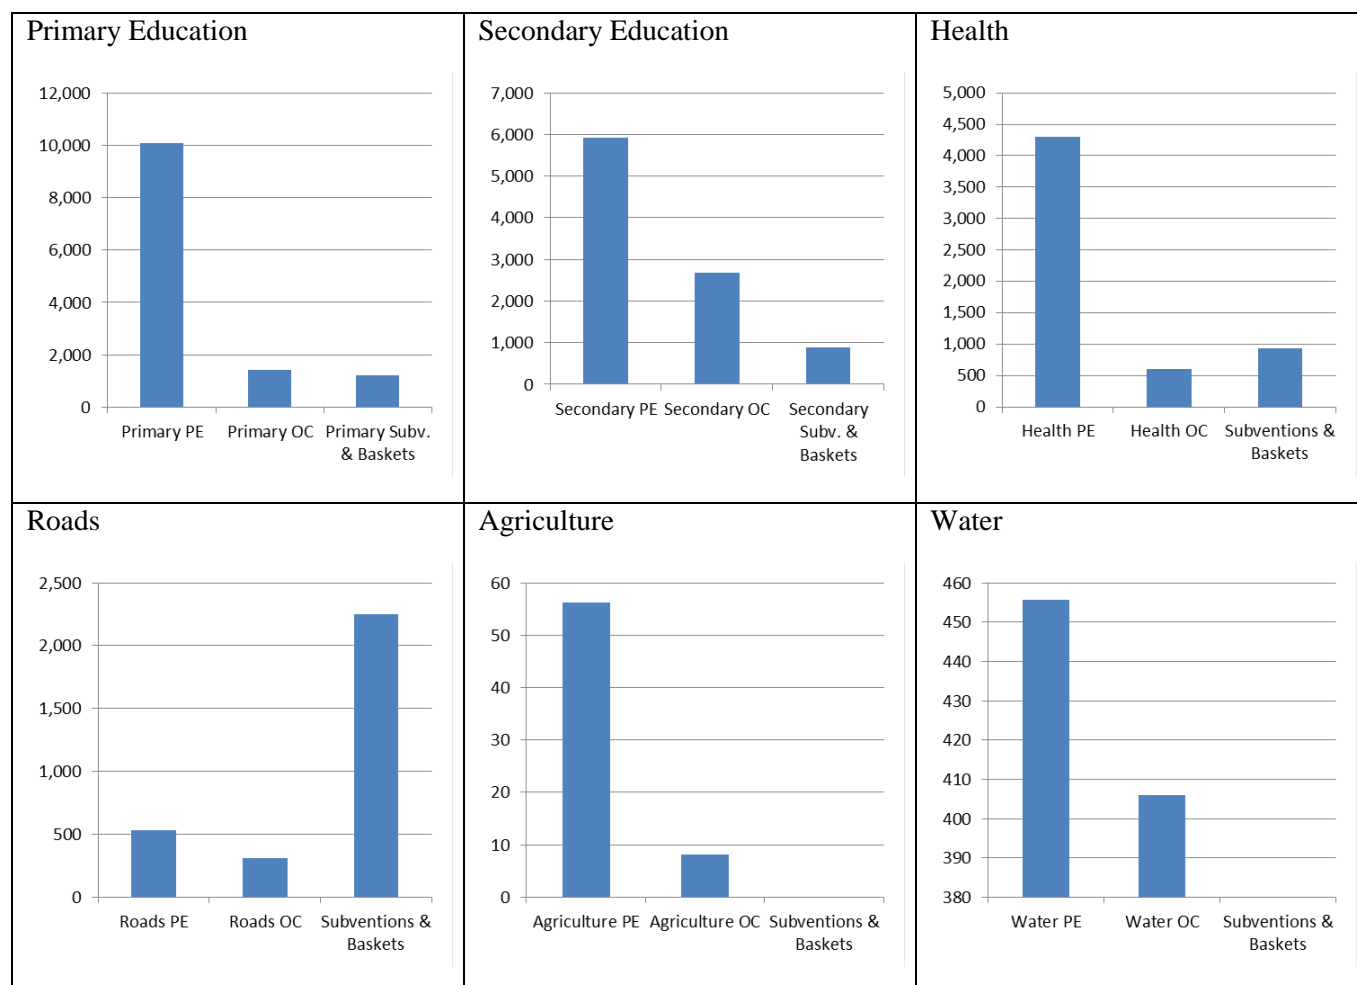 Primary Education
12,000
10,000
8,000
6,000
4,000
2,000
0
Primary PE Primary OC Primary Subv.
& Baskets
Secondary Education
7,000
6,000
5,000
4,000
3,000
2,000
1,000
0
Secondary PE Secondary OC Secondary
Subv. &
Baskets
Health
5,000
4,500
4,000
3,500
3,000
2,500
2,000
1,500
1,000
500
0
Health PE Health OC Subventions &
Baskets
Roads
2,500
2,000
1,500
1,000
500
0
Roads PE Roads OC Subventions &
Baskets
Agriculture
60
50
40
30
20
10
0
Agriculture PE Agriculture OC Subventions &
Baskets
Water
460
450
440
430
420
410
400
390
380
Water PE Water OC Subventions &
Baskets